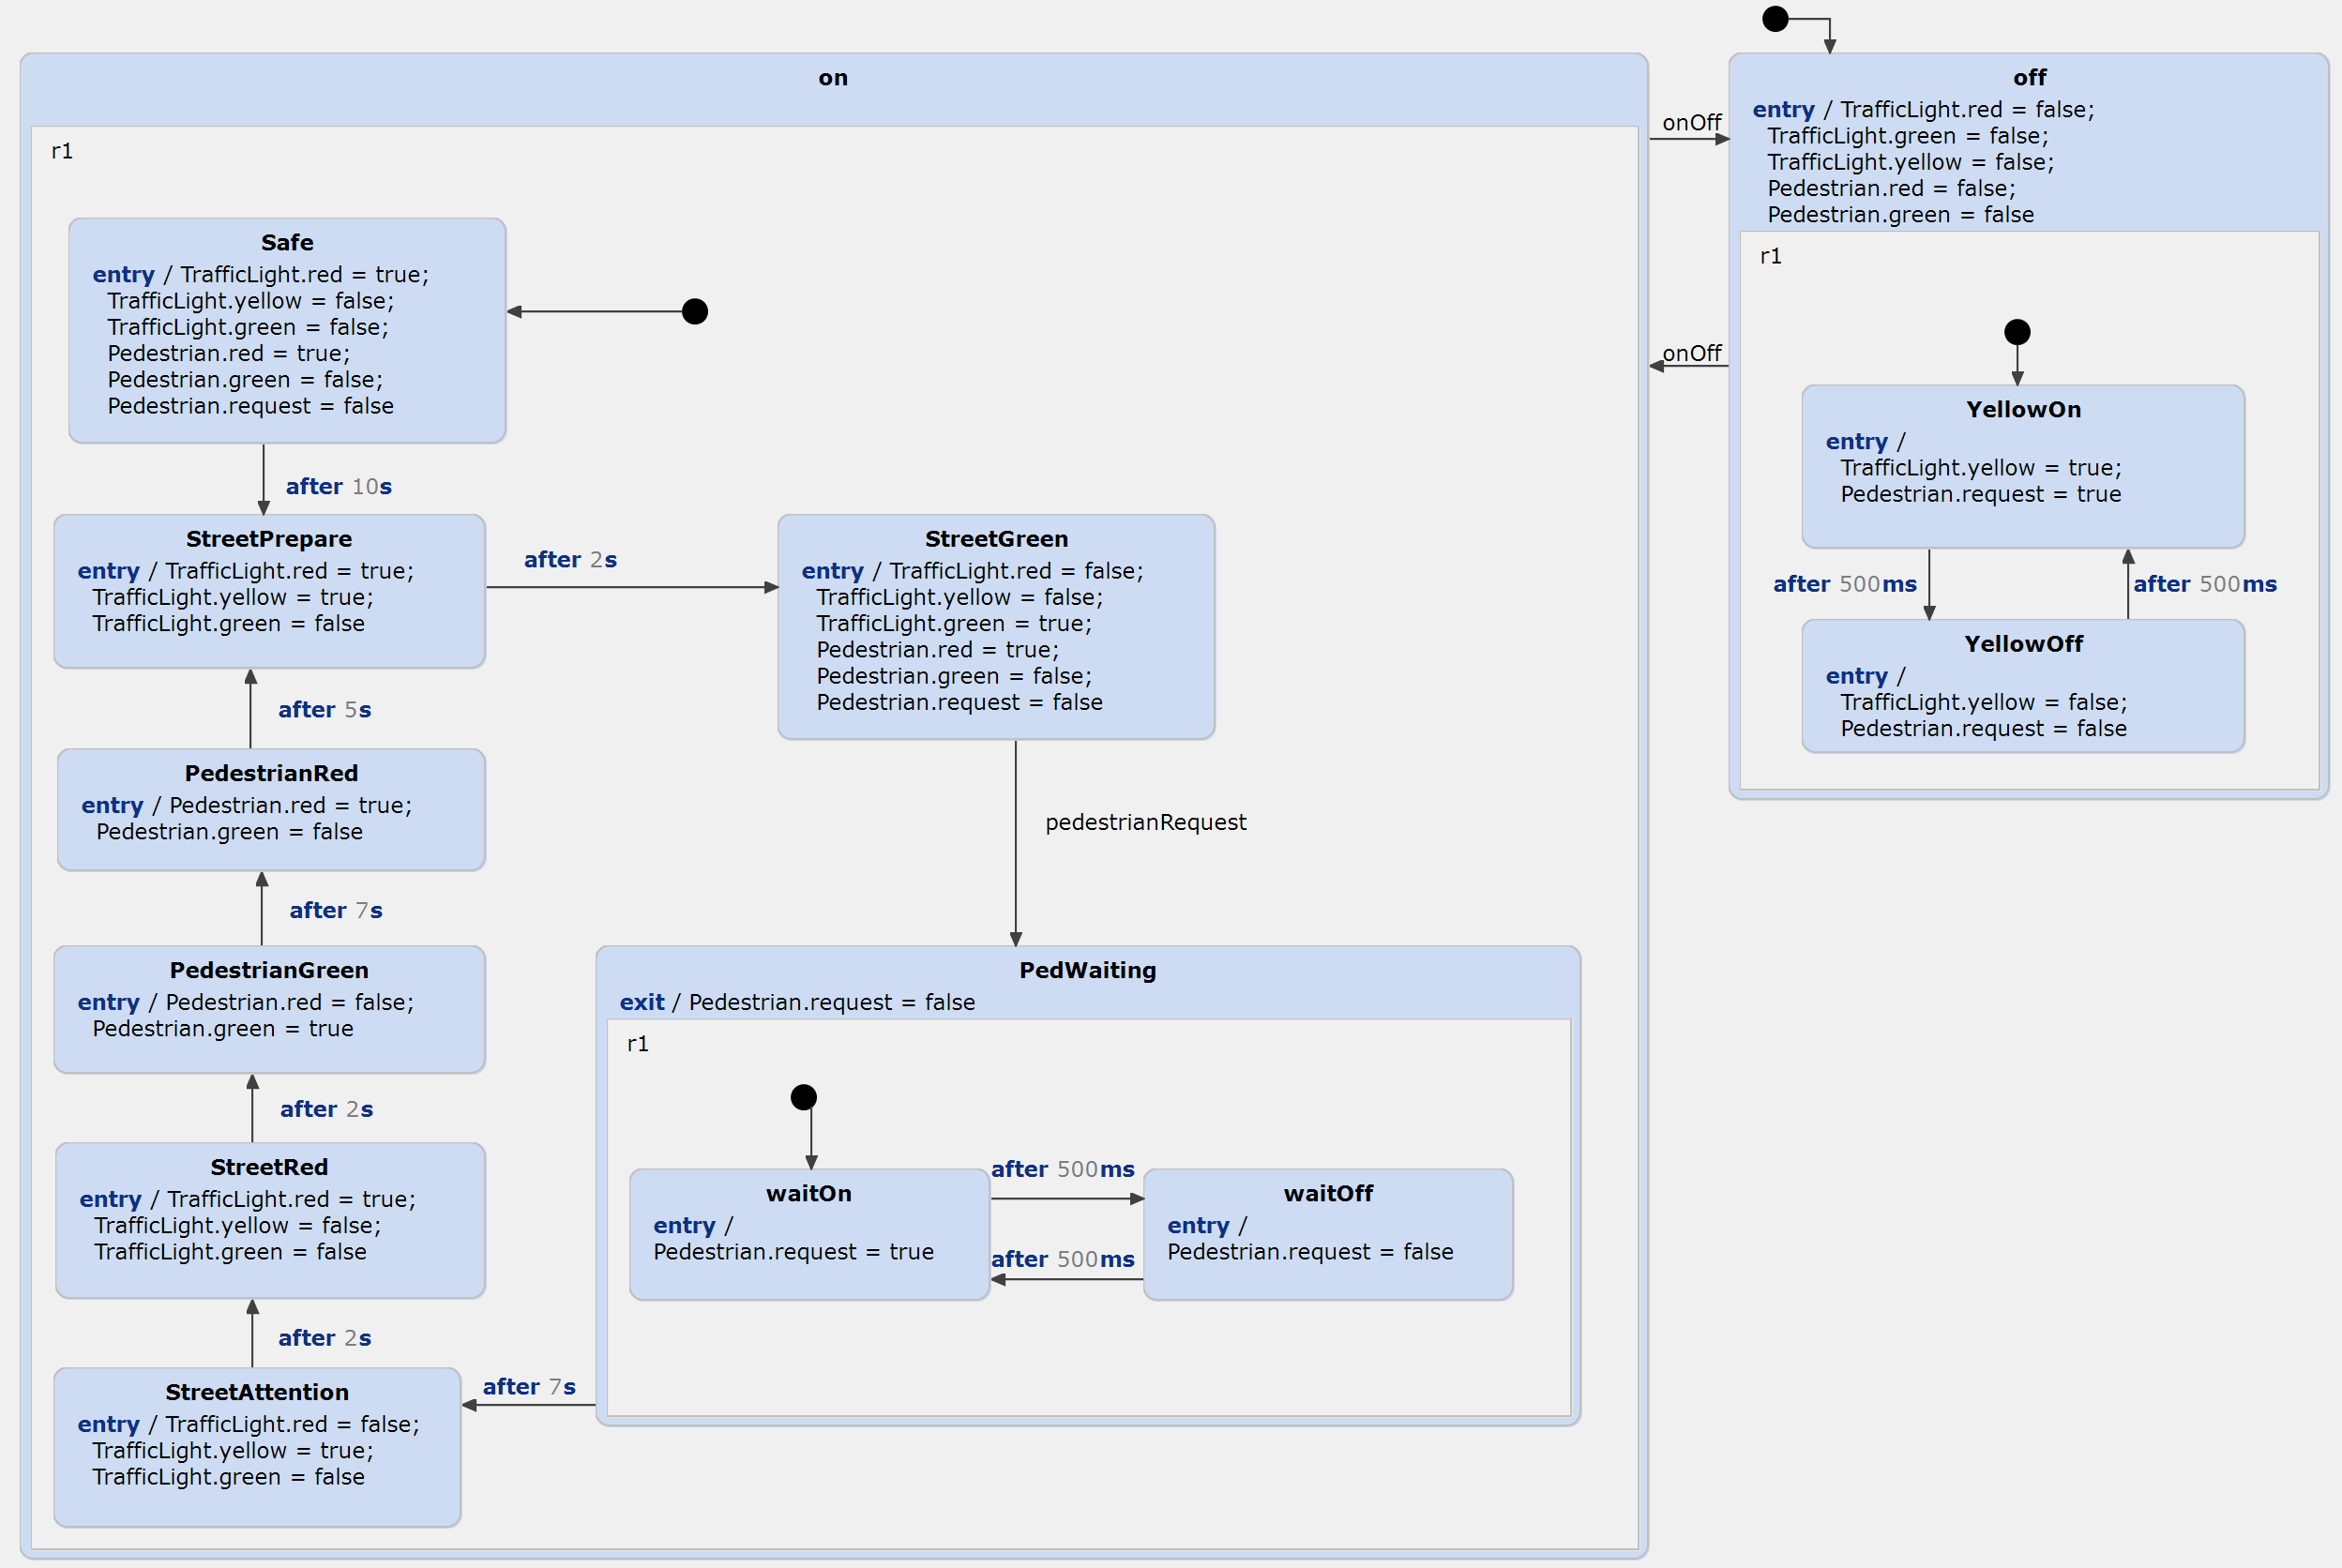 on
r1
Safe
entry / TrafficLight.red = true;
TrafficLight.yellow = false;
TrafficLight.green = false;
Pedestrian.red = true;
Pedestrian.green = false;
Pedestrian.request = false
after 10s
StreetPrepare
entry / TrafficLight.red = true;
TrafficLight.yellow = true;
TrafficLight.green = false
after 2s
StreetGreen
entry / TrafficLight.red = false;
TrafficLight.yellow = false;
TrafficLight.green = true;
Pedestrian.red = true;
Pedestrian.green = false;
Pedestrian.request = false
after 5s
PedestrianRed
entry / Pedestrian.red = true;
Pedestrian.green = false
pedestrianRequest
after 7s
PedestrianGreen
entry / Pedestrian.red = false;
Pedestrian.green = true
after 2s
StreetRed
entry / TrafficLight.red = true;
TrafficLight.yellow = false;
TrafficLight.green = false
after 2s
StreetAttention
entry / TrafficLight.red = false;
TrafficLight.yellow = true;
TrafficLight.green = false
after 7s
PedWaiting
exit / Pedestrian.request = false
r1
waitOn
entry /
Pedestrian.request = true
after 500ms
after 500ms
waitOff
entry /
Pedestrian.request = false
onOff
onOff
off
entry / TrafficLight.red = false;
TrafficLight.green = false;
TrafficLight.yellow = false;
Pedestrian.red = false;
Pedestrian.green = false
r1
YellowOn
entry /
TrafficLight.yellow = true;
Pedestrian.request = true
after 500ms
after 500ms
YellowOff
entry /
TrafficLight.yellow = false;
Pedestrian.request = false